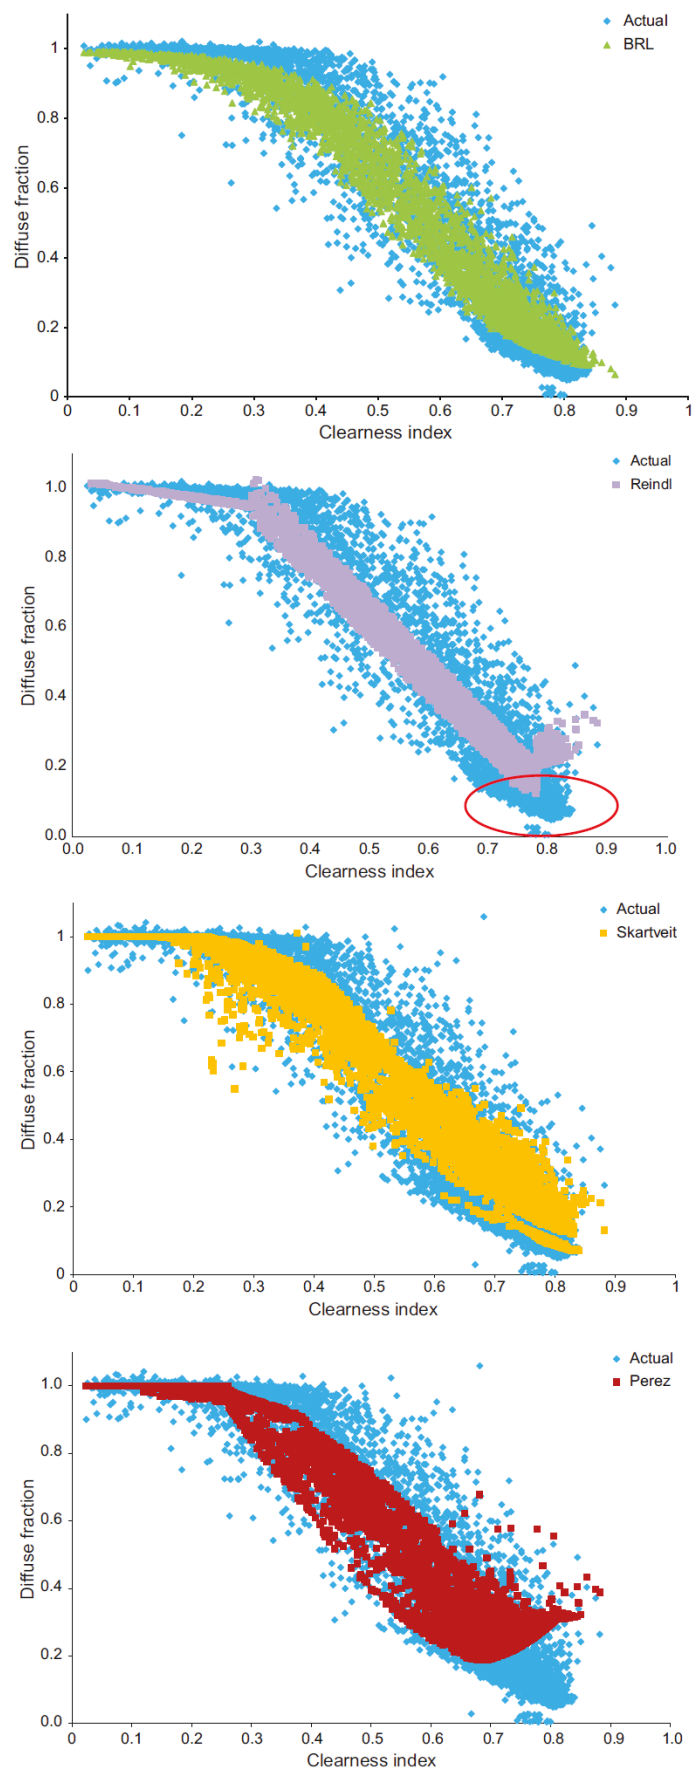 Actual
BRL
1
0.8
0.6
0.4
0.2
0
Diffuse fraction
0 0.1 0.2 0.3 0.4 0.5 0.6 0.7 0.8 0.9 1
Clearness index
Actual
Reindl
1.0
0.8
0.6
0.4
0.2
0.0
Diffuse fraction
0.0 0.1 0.2 0.3 0.4 0.5 0.6 0.7 0.8 0.9 1.0
Clearness index
Actual
Skartveit
1
0.8
0.6
0.4
0.2
0
Diffuse fraction
0 0.1 0.2 0.3 0.4 0.5 0.6 0.7 0.8 0.9 1
Clearness index
Actual
Perez
1.0
0.8
0.6
0.4
0.2
0.0
Diffuse fraction
0 0.1 0.2 0.3 0.4 0.5 0.6 0.7 0.8 0.9 1.0
Clearness index